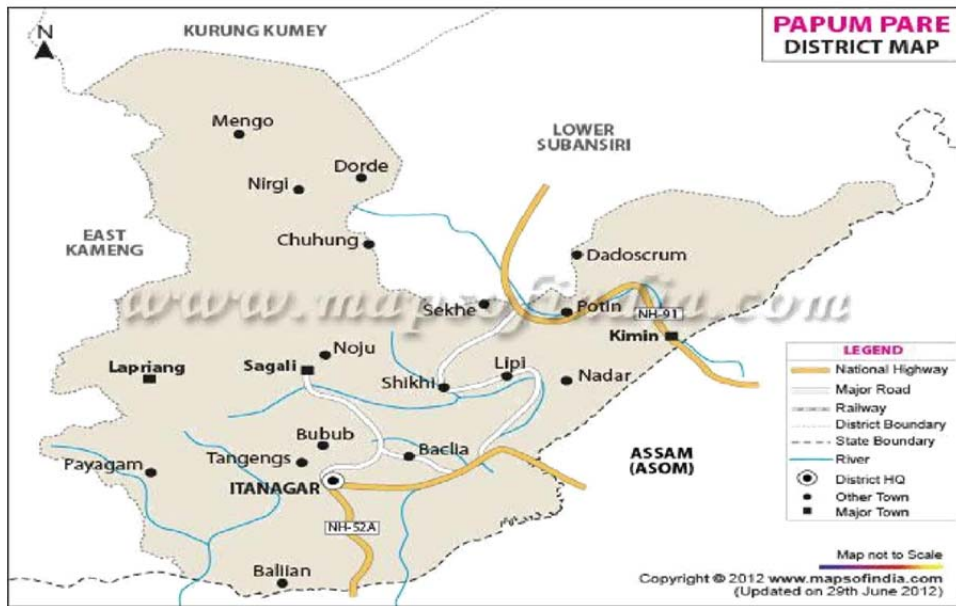 PAPUM PARE
DISTRICT MAP
N
KURUNG KUMEY
Mengo
LOWER
SUBANSIRI
Dorde
Nirgi
EAST
KAMENG
Chuhung
Dadoscrum
www.mapsofindia.com
Sekhe
Potin
NH-91
Kimin
Noju
Lapriang
Sagali
Lipi
Shikhi
Nadar
LEGEND
National Highway
Major Road
Railway
District Boundary
State Boundary
River
District HQ
Other Town
Major Town
Bubub
Baclia
ASSAM
(ASOM)
Payagam
Tangengs
ITANAGAR
NH-52A
Balijan
Map not to Scale
Copyright © 2012 www.mapsofindia.com
(Updated on 29th June 2012)